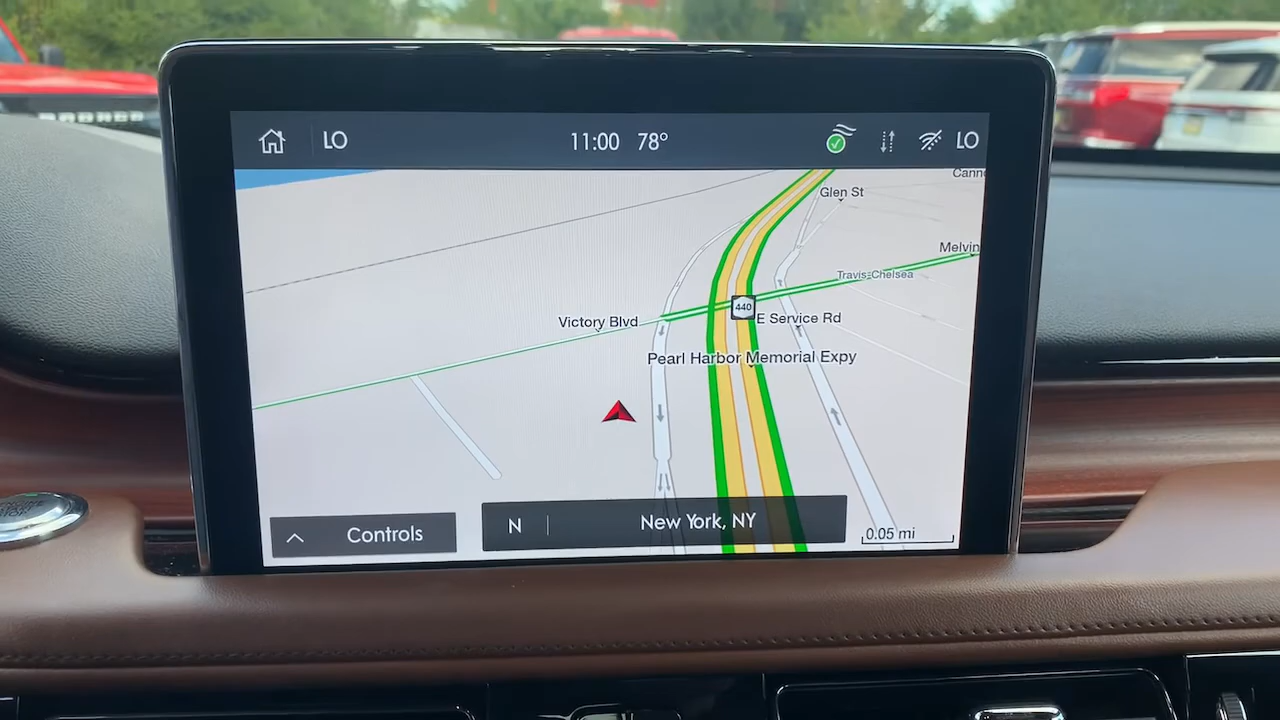 LO 11:00 78° LO
Glen St
Melvin
Travis-Chelsea
440
Victory Blvd
E Service Rd
Pearl Harbor Memorial Expy
Controls
N New York, NY
0.05 mi